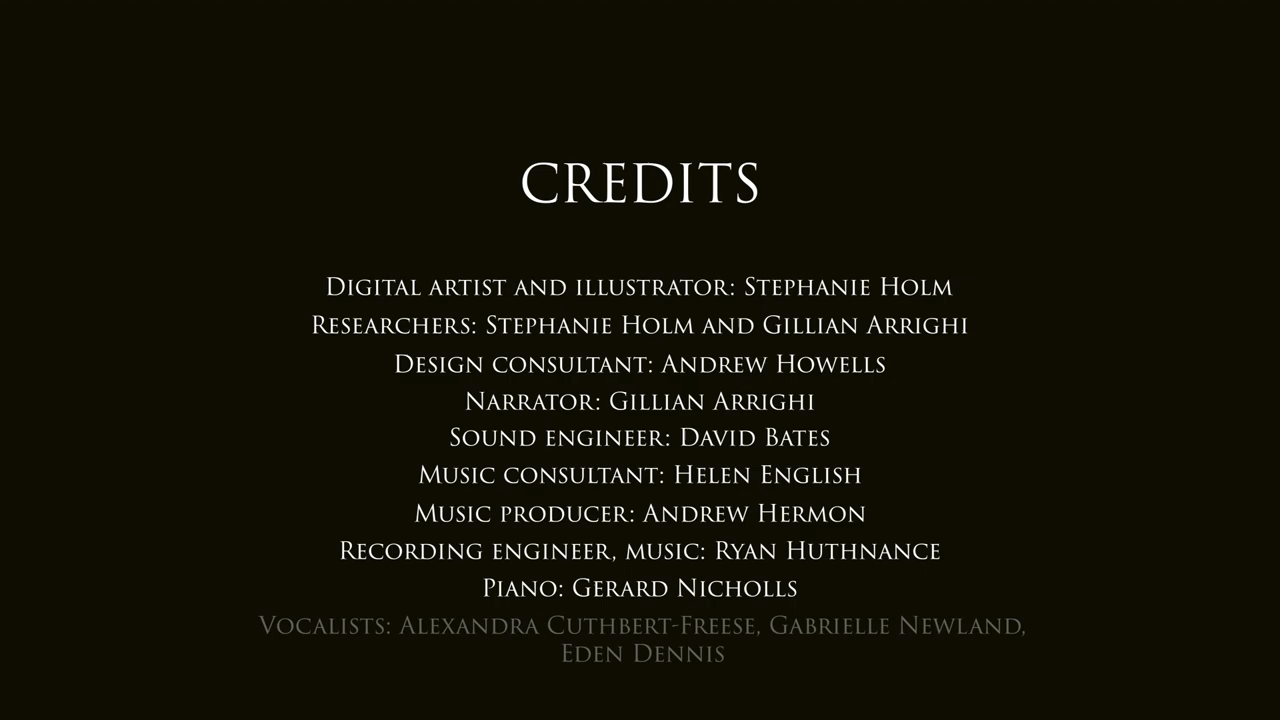 CREDITS
Digital artist and illustrator: Stephanie Holm
Researchers: Stephanie Holm and Gillian Arrighi
Design consultant: Andrew Howells
Narrator: Gillian Arrighi
Sound engineer: David Bates
Music consultant: Helen English
Music producer: Andrew Hermon
Recording engineer, music: Ryan Huthnance
Piano: Gerard Nicholls
Vocalists: Alexandra Cuthbert-Freese, Gabrielle Newland,
Eden Dennis